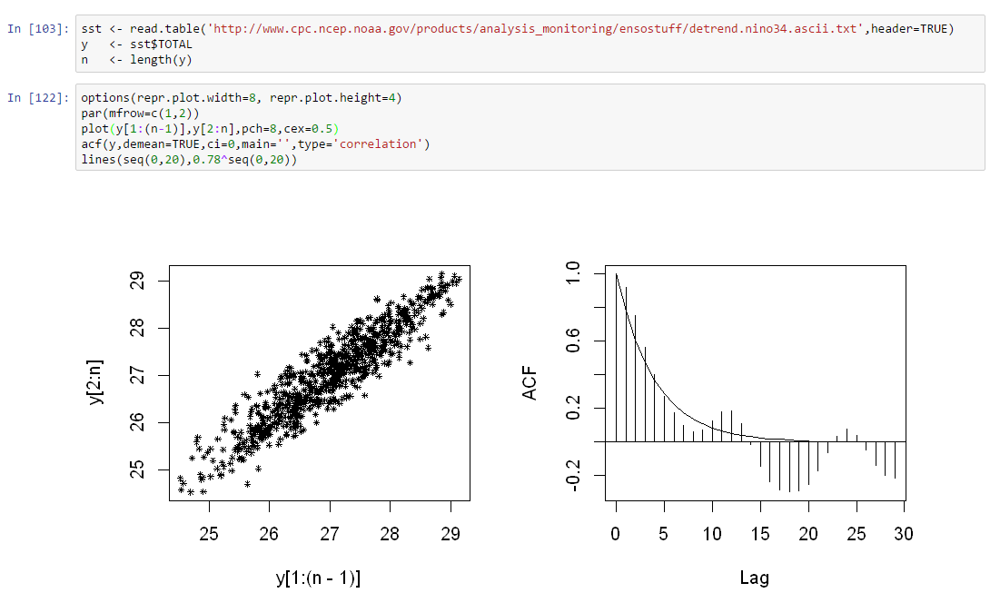 In [103]: sst <- read.table('http://www.cpc.ncep.noaa.gov/products/analysis_monitoring/ensostuff/detrend.nino34.ascii.txt',header=TRUE)
y   <- sst$TOTAL
n   <- length(y)
In [122]: options(repr.plot.width=8, repr.plot.height=4)
par(mfrow=c(1,2))
plot(y[1:(n-1)],y[2:n],pch=8,cex=0.5)
acf(y,demean=TRUE,ci=0,main='',type='correlation')
lines(seq(0,20),0.78^seq(0,20))
y[2:n]
29
28
27
26
25
25 26 27 28 29
y[1:(n - 1)]
ACF
1.0
0.6
0.2
-0.2
0 5 10 15 20 25 30
Lag